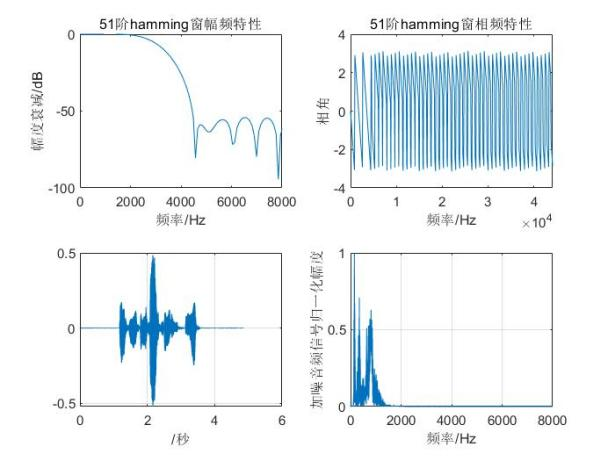 51阶hamming窗幅频特性
幅度衰减/dB
0
-50
-100
0 2000 4000 6000 8000
频率/Hz
51阶hamming窗相频特性
相角
4
2
0
-2
-4
0 1 2 3 4
×10^4
频率/Hz
0.5
0
-0.5
0 2 4 6
/秒
加噪音频信号归一化幅度
1
0.5
0
0 2000 4000 6000 8000
频率/Hz